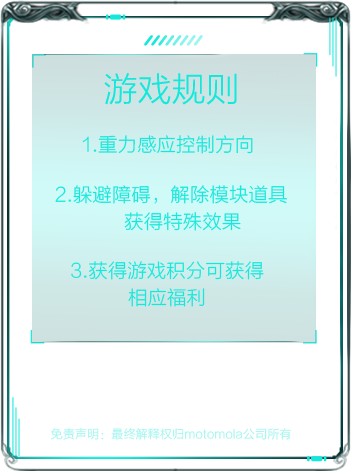 游戏规则
1.重力感应控制方向
2.躲避障碍，解除模块道具
获得特殊效果
3.获得游戏积分可获得
相应福利
免责声明：最终解释权归motomola公司所有